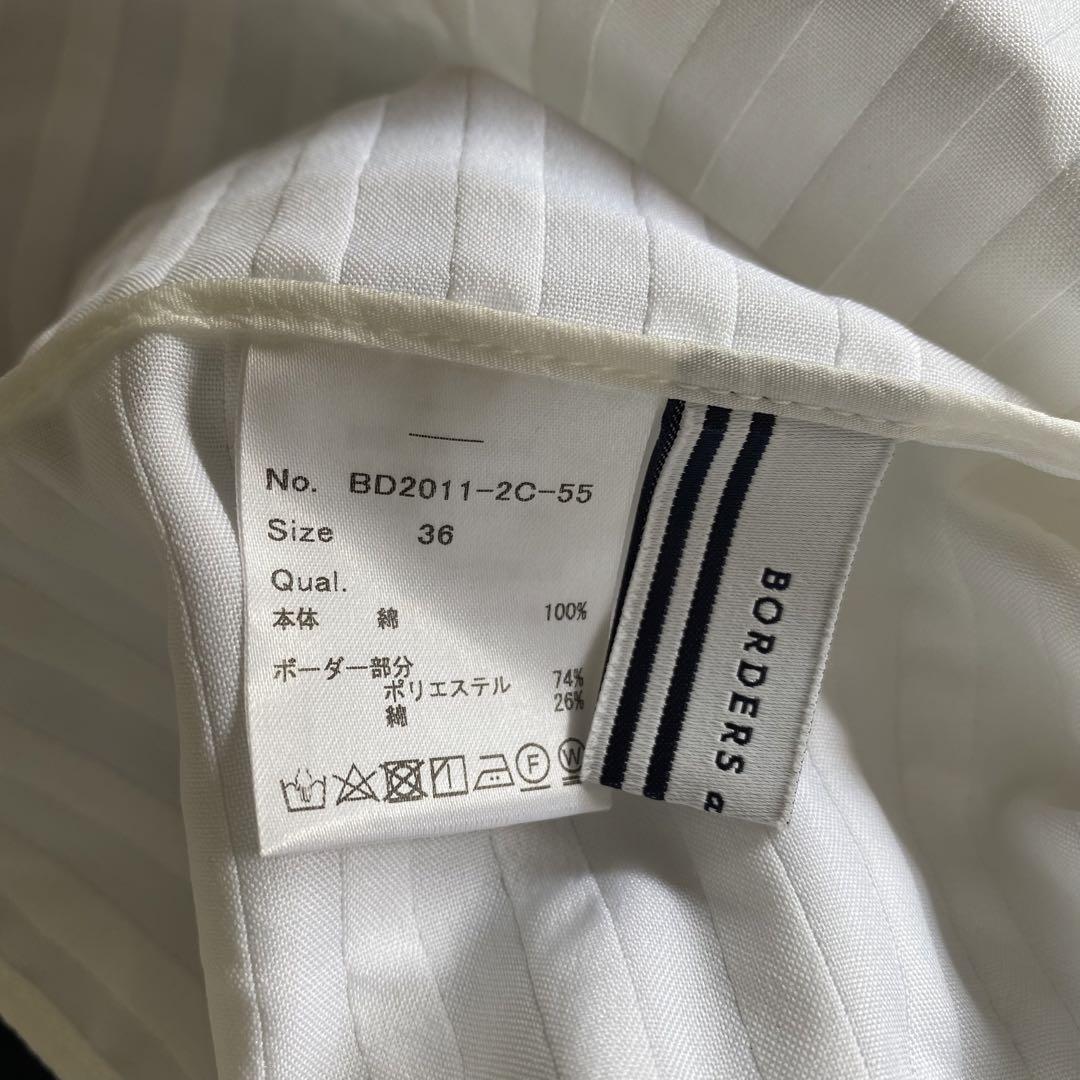 No. BD2011-2C-55
Size 36
Qual.
本体 綿 100%
ボーダー部分
ポリエステル 74%
綿 26%
F W
BORDERS a